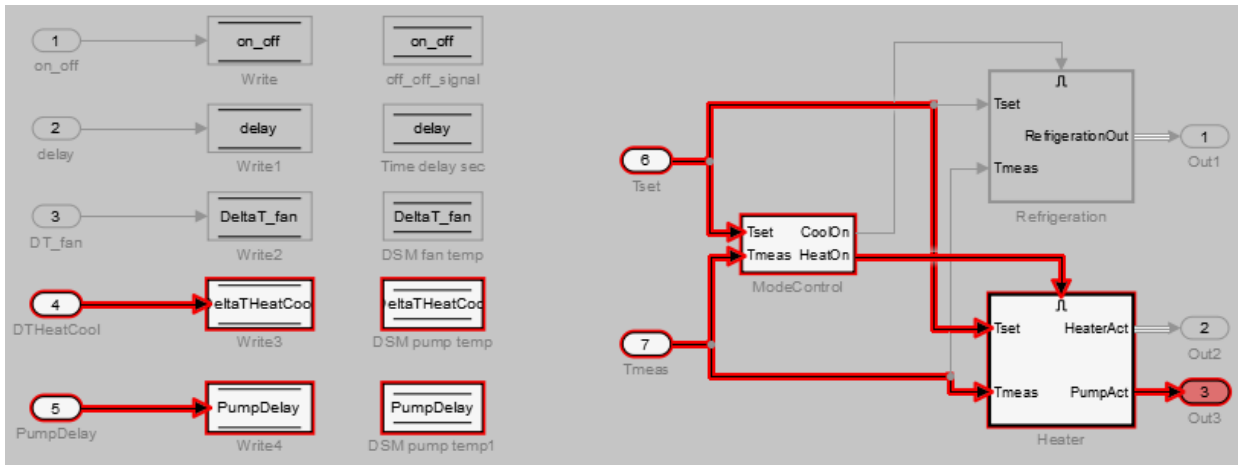 1
on_off
on_off
Write
on_off
off_off_signal
2
delay
delay
Write1
delay
Time delay sec
3
DT_fan
DeltaT_fan
Write2
DeltaT_fan
DSM fan temp
4
DTHeatCool
eltaTHeatCoo
Write3
eltaTHeatCoo
DSM pump temp
5
PumpDelay
PumpDelay
Write4
PumpDelay
DSM pump temp1
6
Tset
7
Tmeas
Tset CoolOn
Tmeas HeatOn
ModeControl
Tset
RefrigerationOut
Tmeas
Refrigeration
1
Out1
Tset HeaterAct
Tmeas PumpAct
Heater
2
Out2
3
Out3